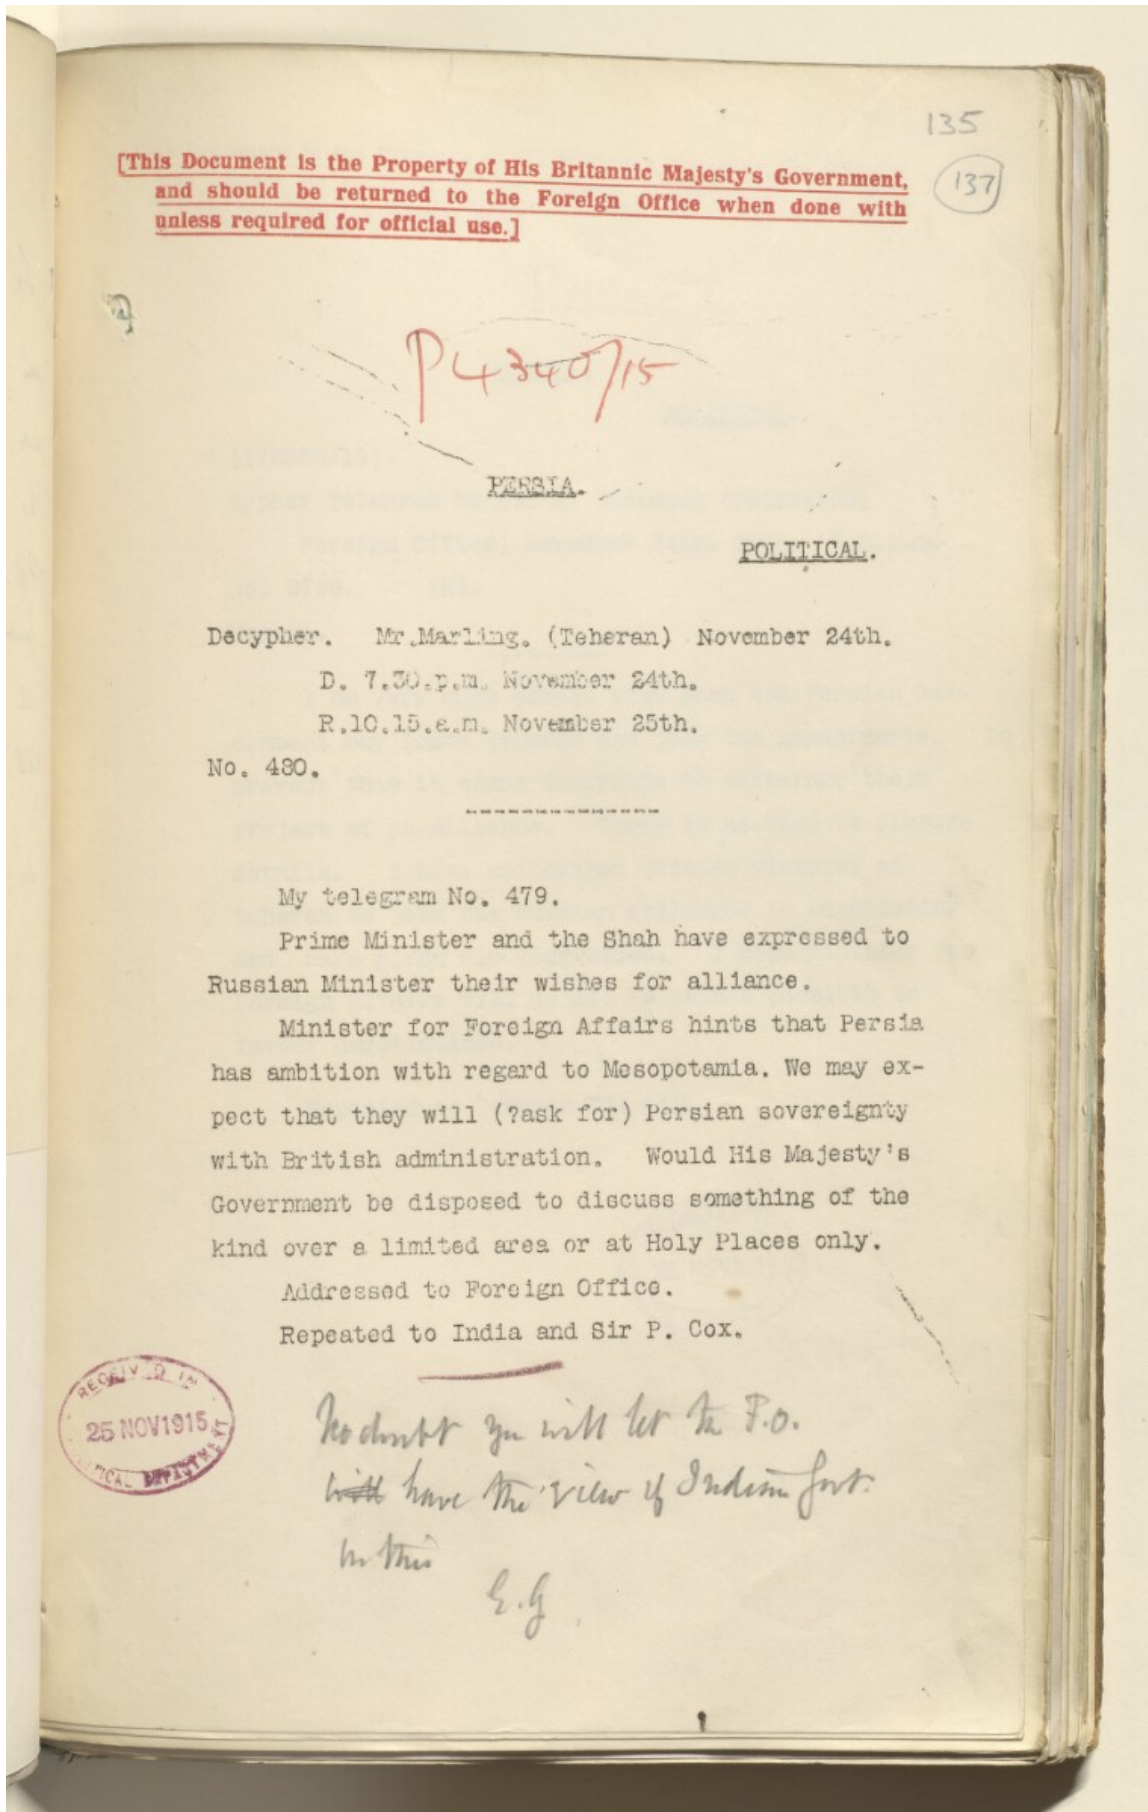 135
[This Document is the Property of His Britannic Majesty's Government,
137
and should be returned to the Foreign Office when done with
unless required for official use.]
P4340/15
PERSIA.
POLITICAL.
Decypher. Mr.Marling. (Teheran) November 24th.
D. 7.30.p.m. November 24th.
R.10.15.a.m. November 25th.
No. 480.
My telegram No. 479.
Prime Minister and the Shah have expressed to
Russian Minister their wishes for alliance.
Minister for Foreign Affairs hints that Persia
has ambition with regard to Mesopotamia. We may ex-
pect that they will (?ask for) Persian sovereignty
with British administration. Would His Majesty's
Government be disposed to discuss something of the
kind over a limited area or at Holy Places only.
Addressed to Foreign Office.
Repeated to India and Sir P. Cox.
RECEIVED IN
25 NOV1915
POLITICAL DEPARTMENT
No doubt you will let the F.O.
will have the view of Indian Govt.
on this
E.G